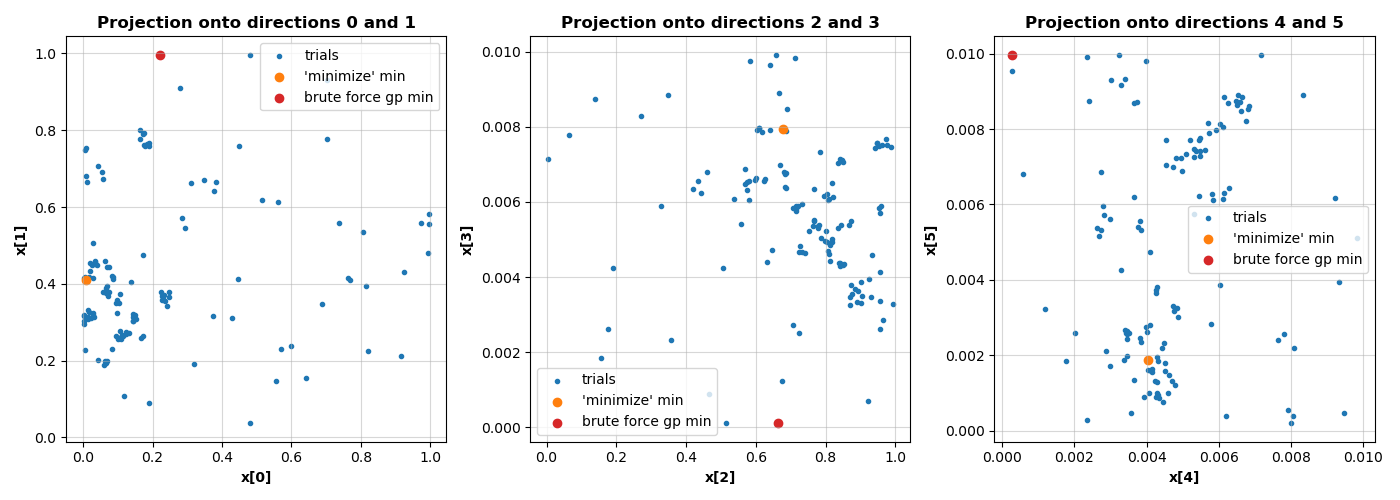 Projection onto directions 0 and 1
x[1]
1.0
0.8
0.6
0.4
0.2
0.0
trials
'minimize' min
brute force gp min
0.0 0.2 0.4 0.6 0.8 1.0
x[0]
Projection onto directions 2 and 3
x[3]
0.010
0.008
0.006
0.004
0.002
0.000
trials
'minimize' min
brute force gp min
0.0 0.2 0.4 0.6 0.8 1.0
x[2]
Projection onto directions 4 and 5
x[5]
0.010
0.008
0.006
0.004
0.002
0.000
trials
'minimize' min
brute force gp min
0.000 0.002 0.004 0.006 0.008 0.010
x[4]